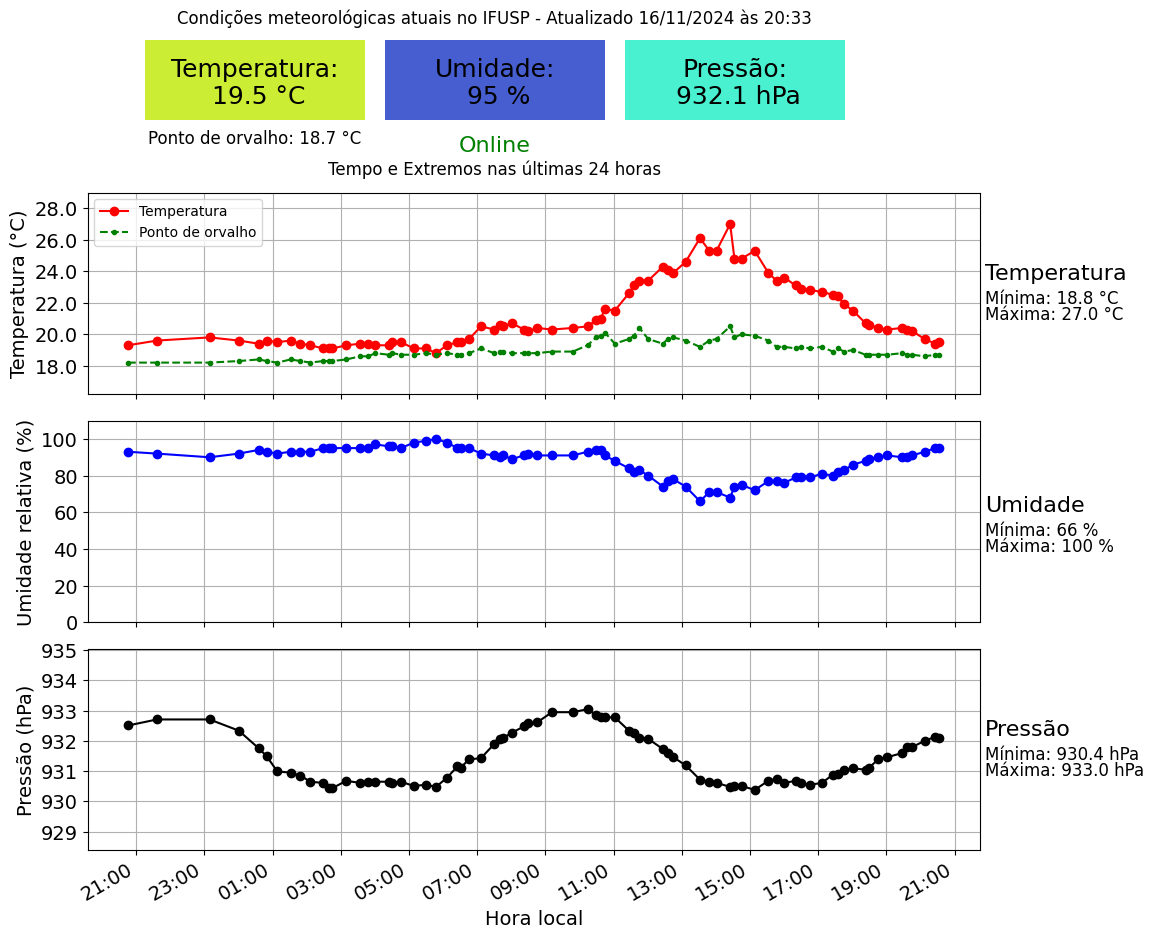 Condições meteorológicas atuais no IFUSP - Atualizado 16/11/2024 às 20:33
Temperatura:
19.5 °C
Umidade:
95 %
Pressão:
932.1 hPa
Ponto de orvalho: 18.7 °C
Online
Tempo e Extremos nas últimas 24 horas
Temperatura (°C)
28.0
26.0
24.0
22.0
20.0
18.0
Temperatura
Ponto de orvalho
Temperatura
Mínima: 18.8 °C
Máxima: 27.0 °C
Umidade relativa (%)
100
80
60
40
20
0
Umidade
Mínima: 66 %
Máxima: 100 %
Pressão (hPa)
935
934
933
932
931
930
929
Pressão
Mínima: 930.4 hPa
Máxima: 933.0 hPa
21:00
23:00
01:00
03:00
05:00
07:00
09:00
11:00
13:00
15:00
17:00
19:00
21:00
Hora local